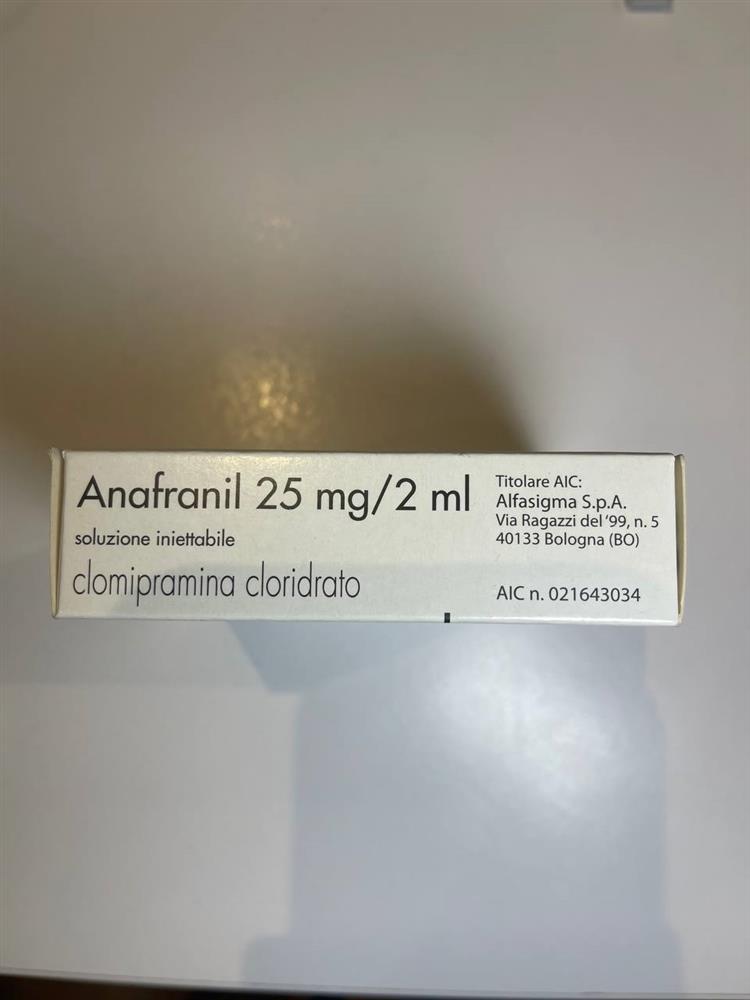 Anafranil 25 mg/2 ml
soluzione iniettabile
clomipramina cloridrato
Titolare AIC:
Alfasigma S.p.A.
Via Ragazzi del '99, n. 5
40133 Bologna (BO)
AIC n. 021643034